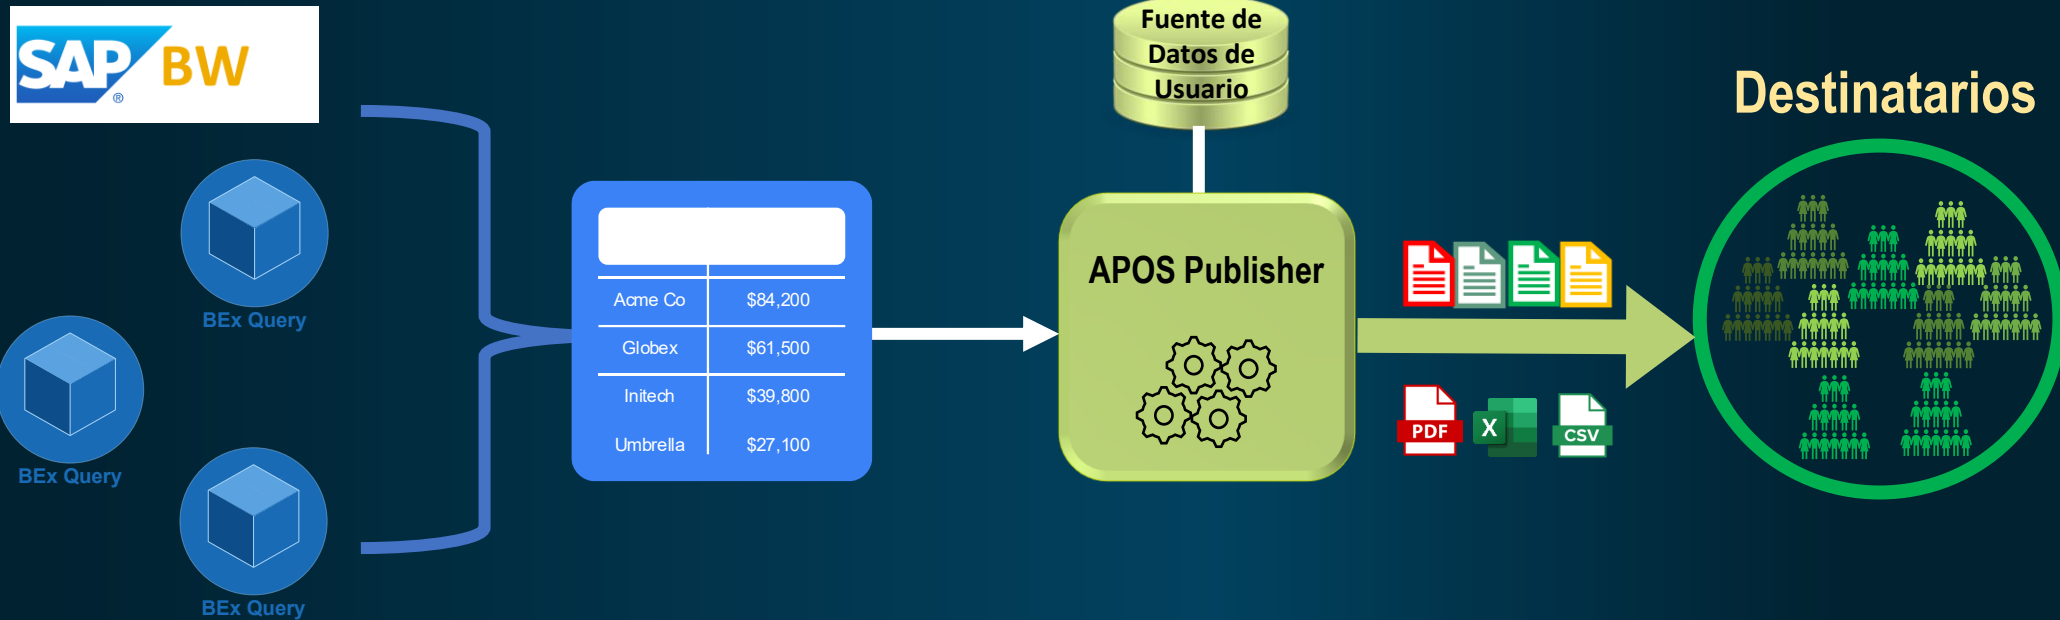 SAP BW
®
BEx Query
BEx Query
BEx Query
Acme Co $84,200
Globex $61,500
Initech $39,800
Umbrella $27,100
Fuente de
Datos de
Usuario
APOS Publisher
PDF
X
CSV
Destinatarios